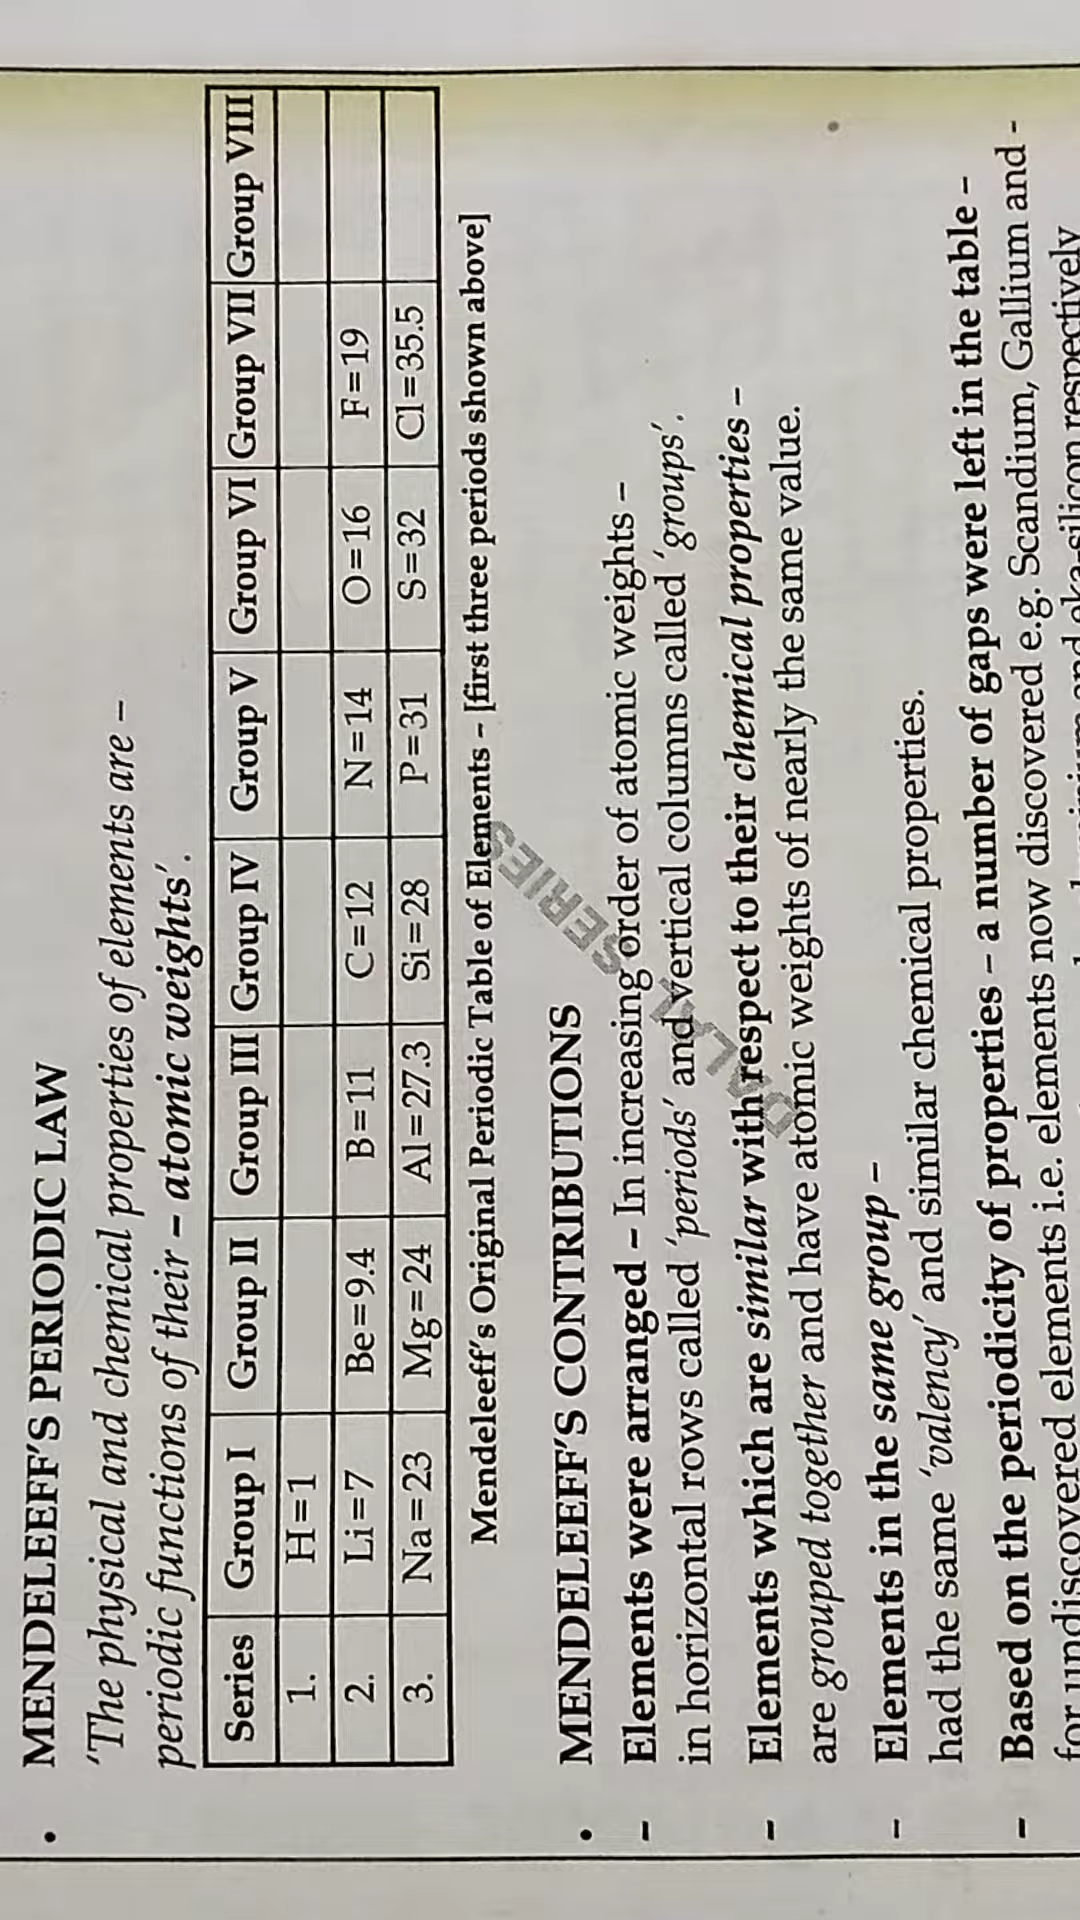 • MENDELEEFF'S PERIODIC LAW
'The physical and chemical properties of elements are –
periodic functions of their – atomic weights'.
Series Group I Group II Group III Group IV Group V Group VI Group VII Group VIII
1. H=1
2. Li=7 Be=9.4 B=11 C=12 N=14 O=16 F=19
3. Na=23 Mg=24 Al=27.3 Si=28 P=31 S=32 Cl=35.5
Mendeleeff's Original Periodic Table of Elements – [first three periods shown above]
• MENDELEEFF'S CONTRIBUTIONS
– Elements were arranged – In increasing order of atomic weights –
in horizontal rows called 'periods' and vertical columns called 'groups'.
– Elements which are similar with respect to their chemical properties –
are grouped together and have atomic weights of nearly the same value.
– Elements in the same group –
had the same 'valency' and similar chemical properties.
– Based on the periodicity of properties – a number of gaps were left in the table –
for undiscovered elements i.e. elements now discovered e.g. Scandium, Gallium and -
eka-silicon respectively
DALAL SERIES